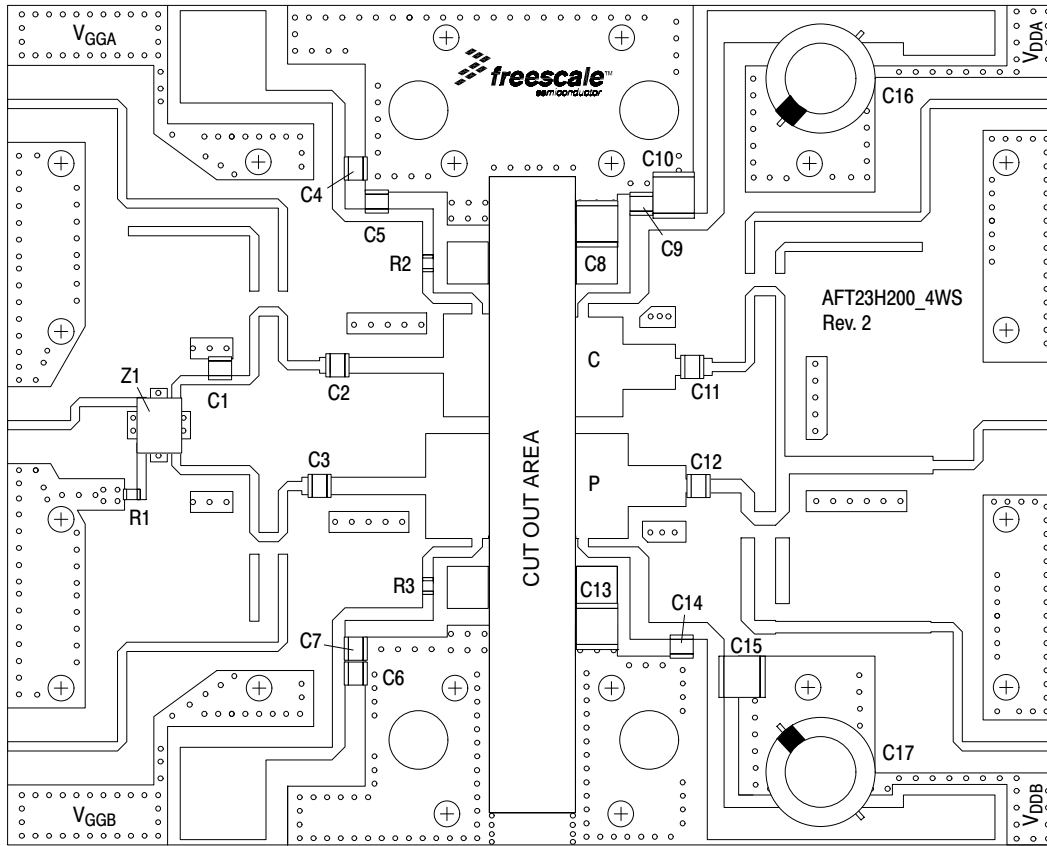 VGGA
freescale™
semiconductor
VDDA
C16
C10
C4
C5
C9
R2
C8
AFT23H200_4WS
Rev. 2
C
Z1
C1
C2
C11
CUT OUT AREA
C3
C12
P
R1
R3
C13
C14
C7
C6
C15
C17
VGGB
VDDB